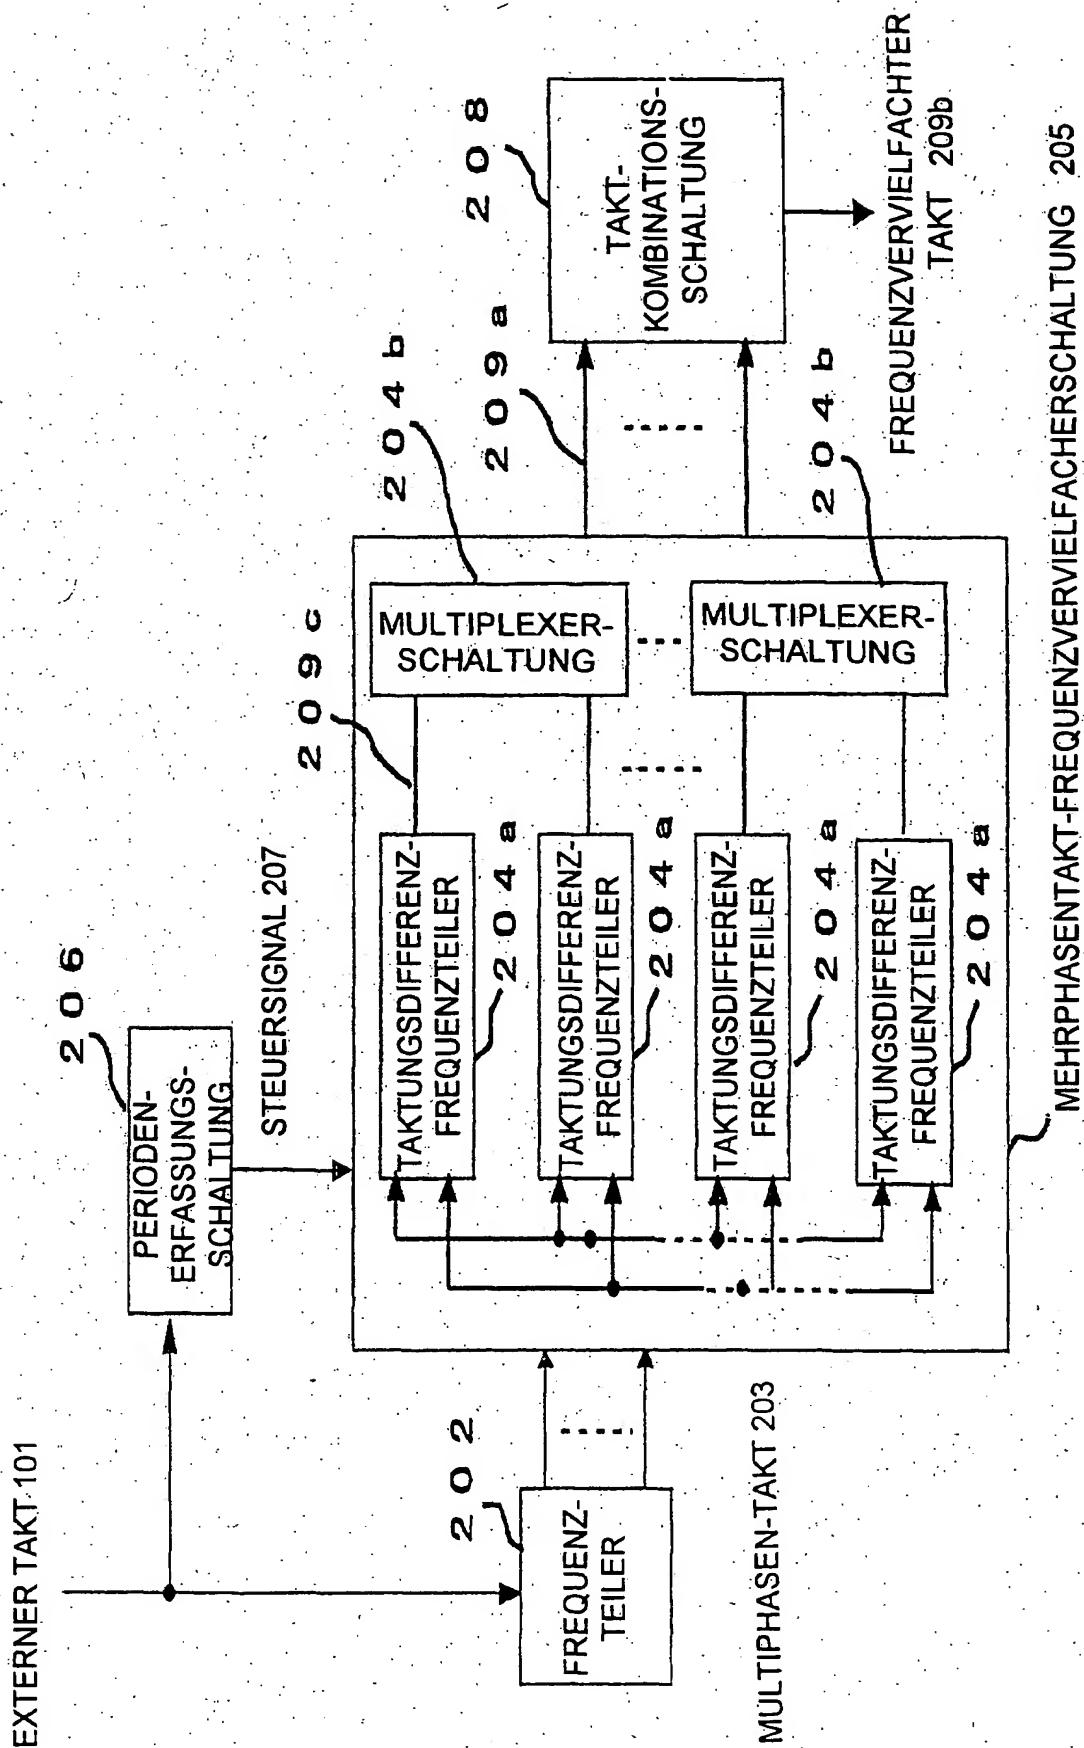 EXTERNER TAKT 101
206
PERIODEN-
ERFASSUNGS-
SCHALTUNG
STEUERSIGNAL 207
202
FREQUENZ-
TEILER
MULTIPHASEN-TAKT 203
TAKTUNGSDIFFERENZ-
FREQUENZTEILER
204a
TAKTUNGSDIFFERENZ-
FREQUENZTEILER
204a
TAKTUNGSDIFFERENZ-
FREQUENZTEILER
204a
TAKTUNGSDIFFERENZ-
FREQUENZTEILER
204a
209c
MULTIPLEXER-
SCHALTUNG
204b
MULTIPLEXER-
SCHALTUNG
204b
209a
208
TAKT-
KOMBINATIONS-
SCHALTUNG
FREQUENZVERVIELFACHTER
TAKT 209b
MEHRPHASENTAKT-FREQUENZVERVIELFACHERSCHALTUNG 205